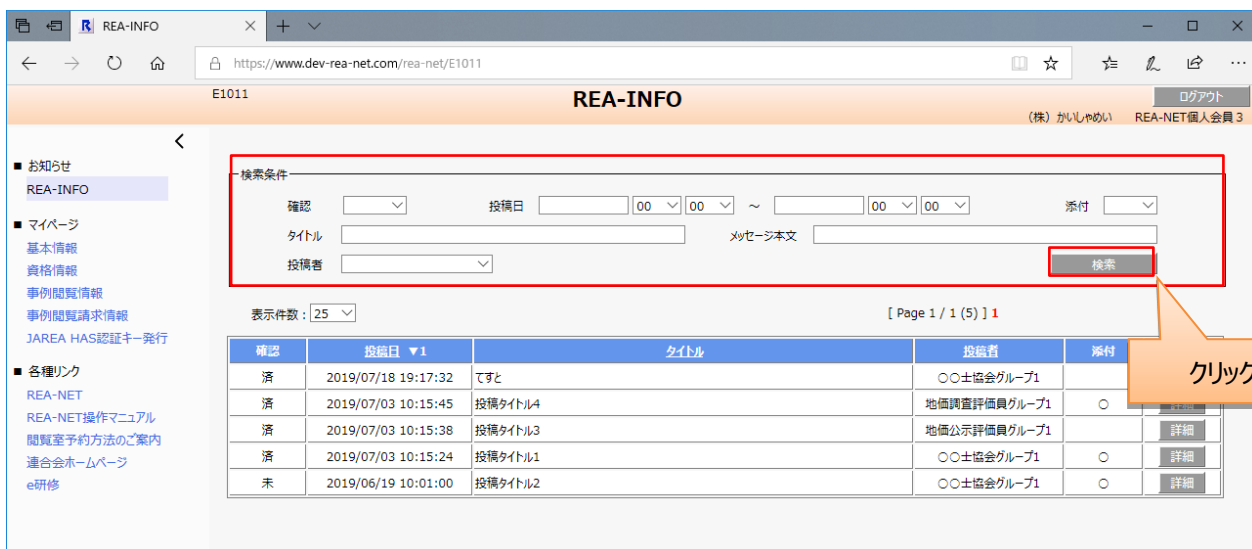 REA-INFO
https://www.dev-rea-net.com/rea-net/E1011
E1011
REA-INFO
ログアウト
(株) かいしゃめい REA-NET個人会員3
■ お知らせ
REA-INFO
■ マイページ
基本情報
資格情報
事例閲覧情報
事例閲覧請求情報
JAREA HAS認証キー発行
■ 各種リンク
REA-NET
REA-NET操作マニュアル
閲覧室予約方法のご案内
連合会ホームページ
e研修
検索条件
確認 投稿日 00 00 ～ 00 00 添付
タイトル メッセージ本文
投稿者 検索
表示件数 : 25 [ Page 1 / 1 (5) ] 1
確認 投稿日 ▼1 タイトル 投稿者 添付
済 2019/07/18 19:17:32 てすと 〇〇士協会グループ1
済 2019/07/03 10:15:45 投稿タイトル4 地価調査評価員グループ1 ○
済 2019/07/03 10:15:38 投稿タイトル3 地価公示評価員グループ1 詳細
済 2019/07/03 10:15:24 投稿タイトル1 〇〇士協会グループ1 ○ 詳細
未 2019/06/19 10:01:00 投稿タイトル2 〇〇士協会グループ1 ○ 詳細
クリック